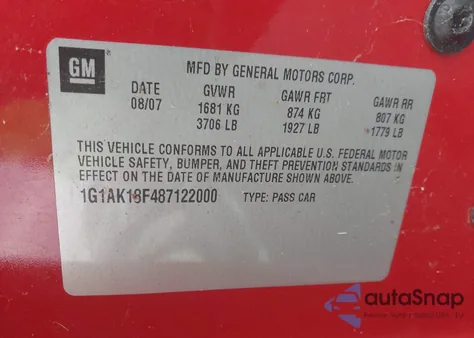 GM
MFD BY GENERAL MOTORS CORP.
DATE GVWR GAWR FRT GAWR RR
08/07 1681 KG 874 KG 807 KG
3706 LB 1927 LB 1779 LB
THIS VEHICLE CONFORMS TO ALL APPLICABLE U.S. FEDERAL MOTOR
VEHICLE SAFETY, BUMPER, AND THEFT PREVENTION STANDARDS IN
EFFECT ON THE DATE OF MANUFACTURE SHOWN ABOVE.
1G1AK18F487122000 TYPE: PASS CAR
autoSnap